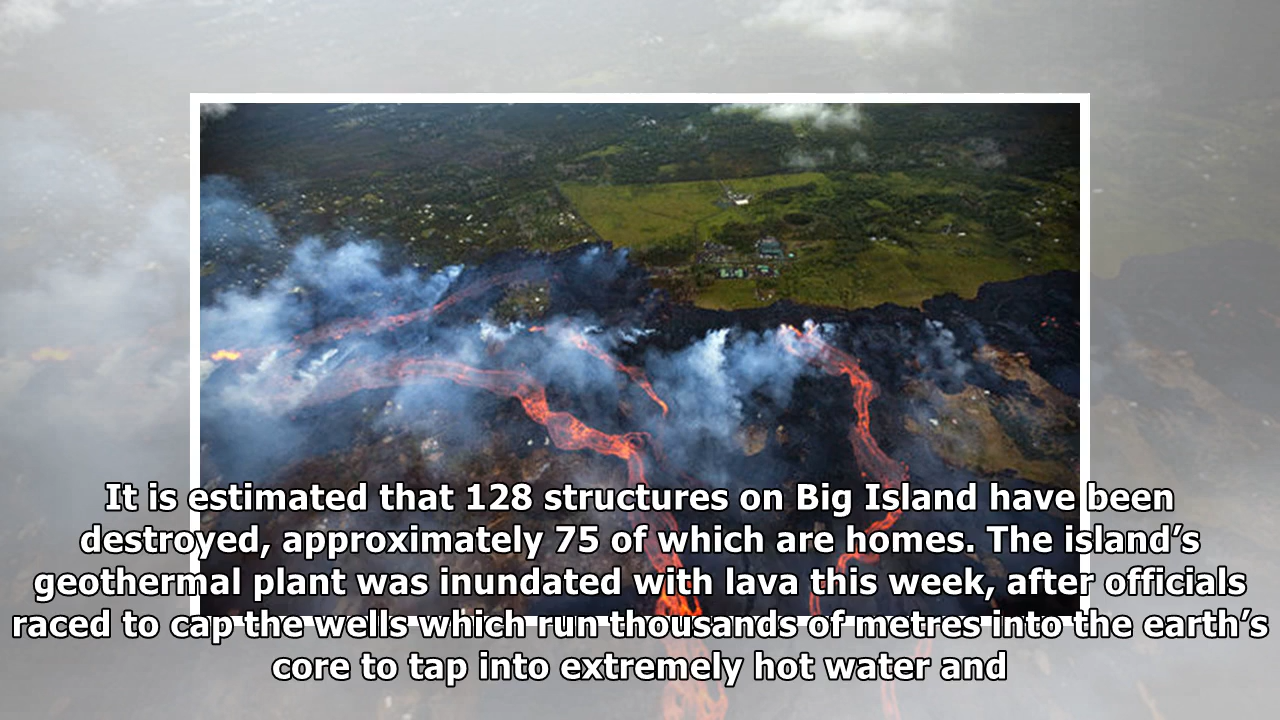 It is estimated that 128 structures on Big Island have been
destroyed, approximately 75 of which are homes. The island’s
geothermal plant was inundated with lava this week, after officials
raced to cap the wells which run thousands of metres into the earth’s
core to tap into extremely hot water and